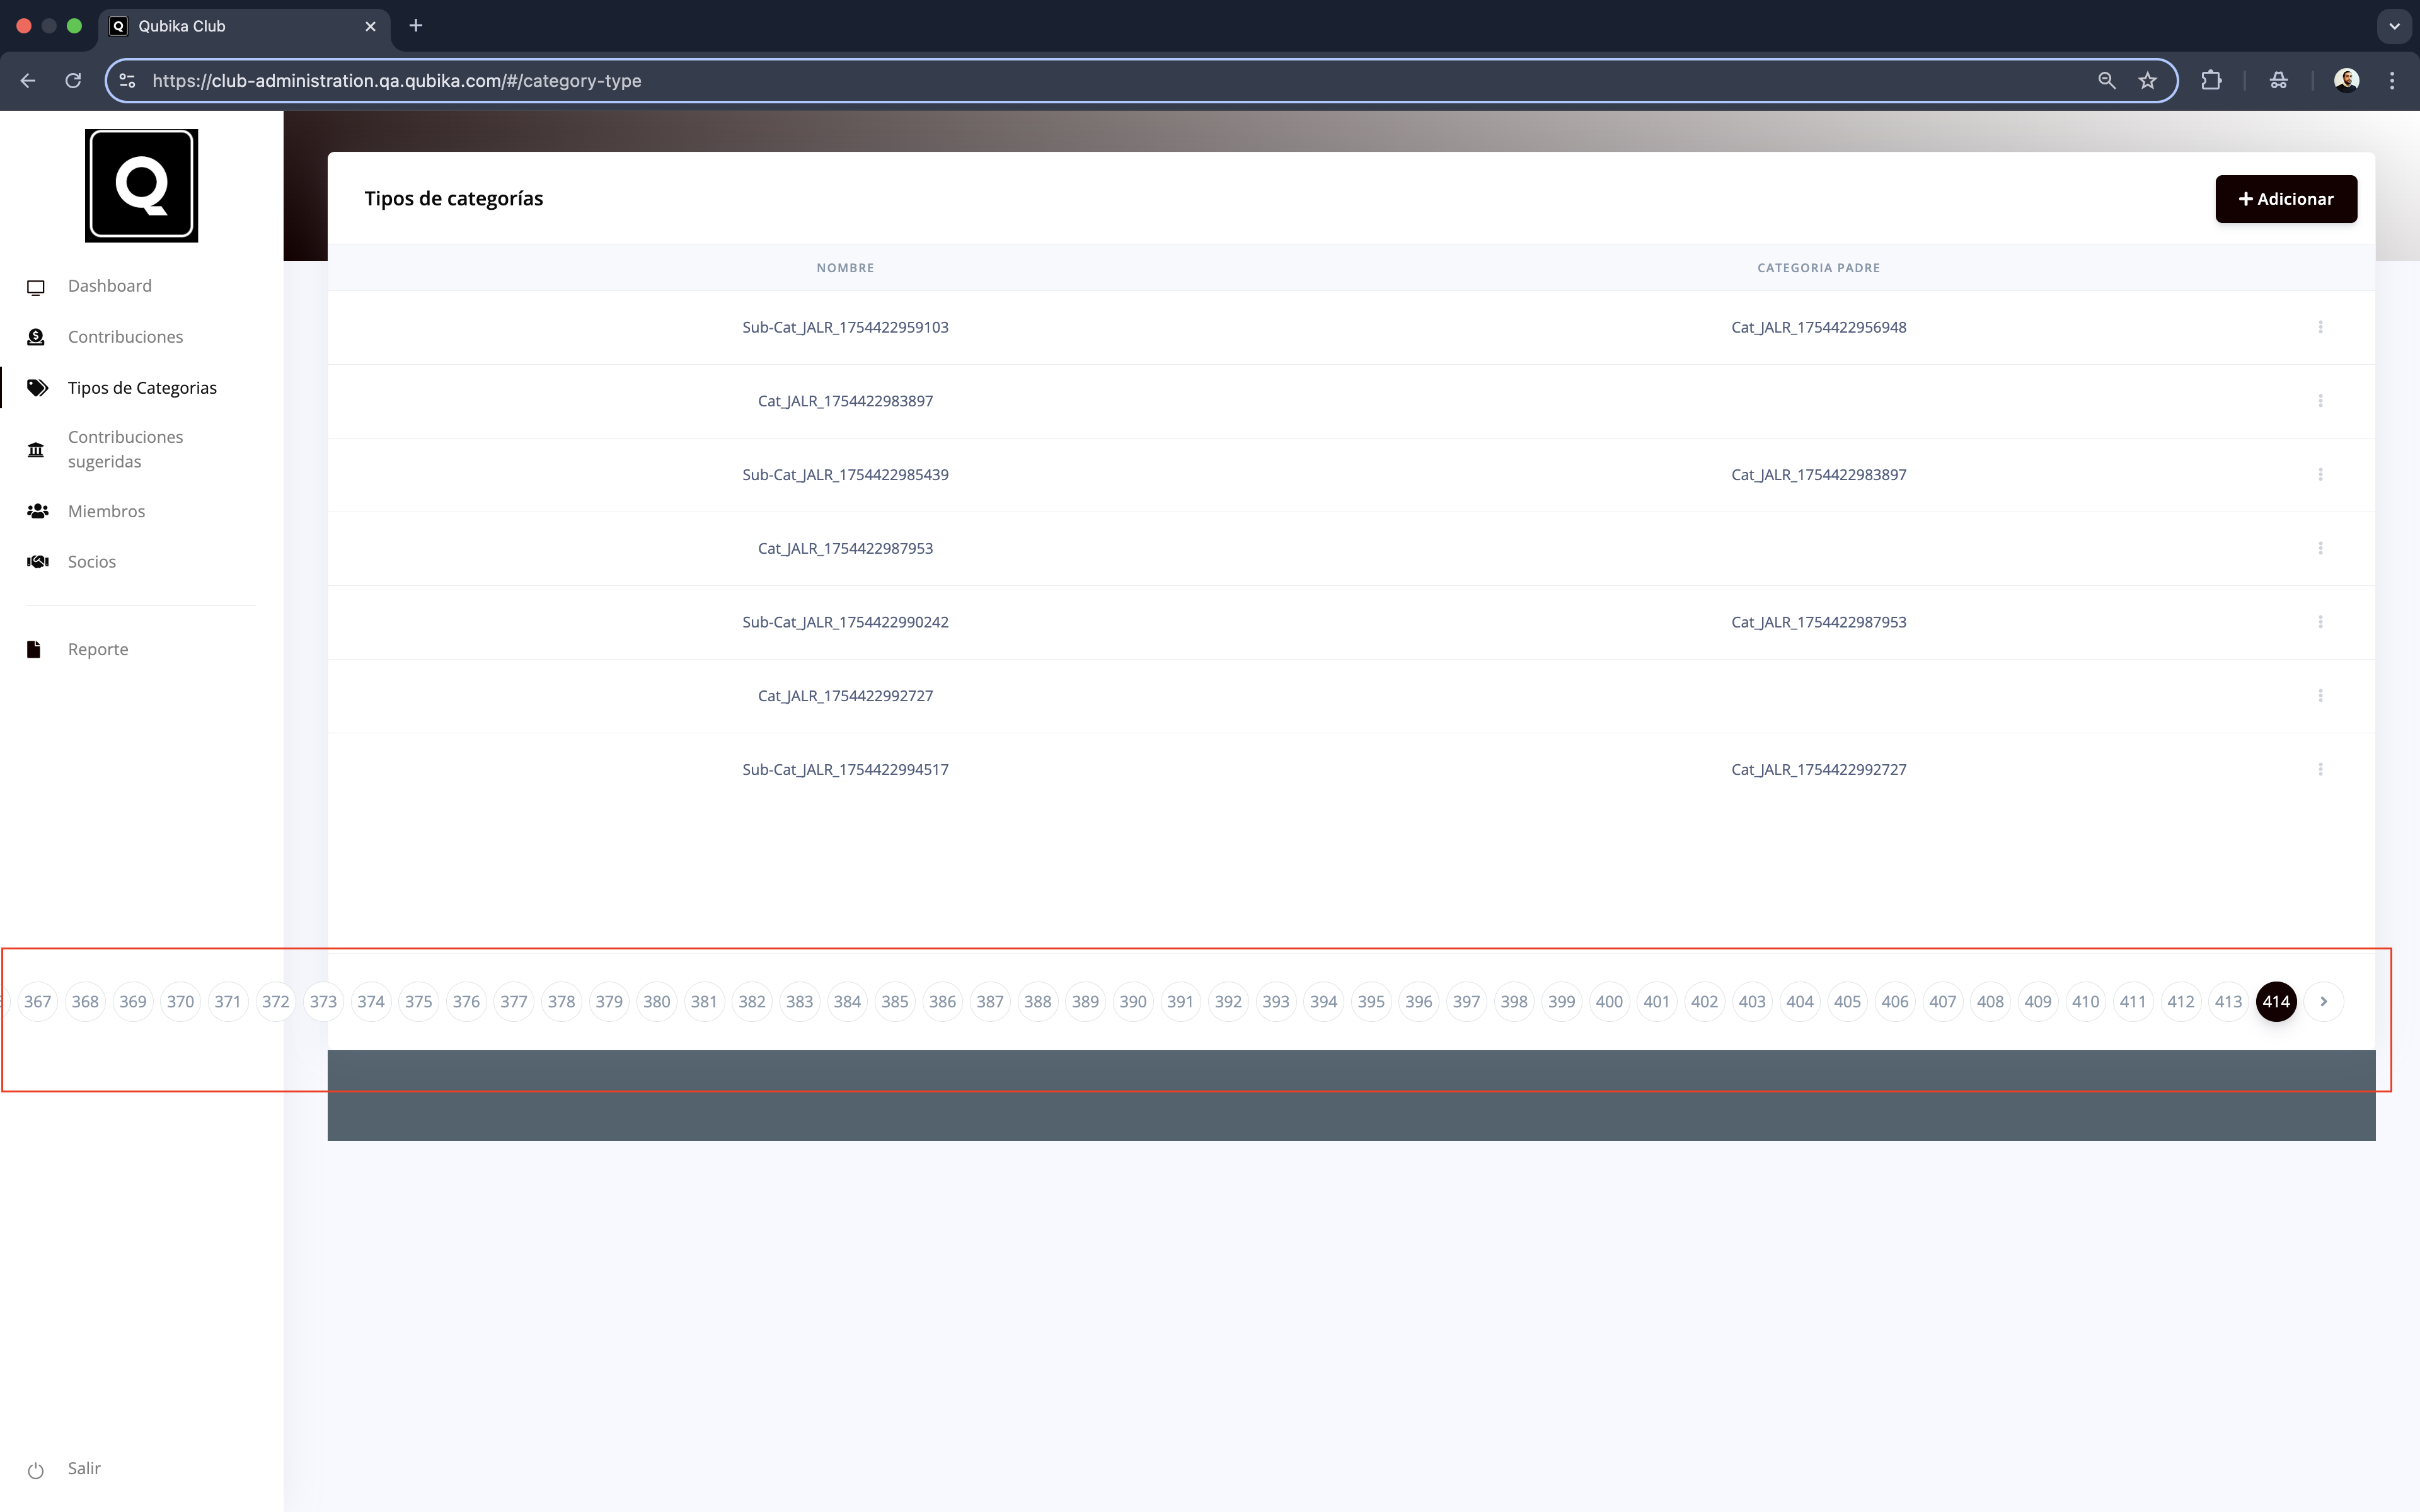 Qubika Club
https://club-administration.qa.qubika.com/#/category-type
Tipos de categorías
Adicionar
Dashboard
Contribuciones
Tipos de Categorias
Contribuciones
sugeridas
Miembros
Socios
Reporte
Salir
NOMBRE CATEGORIA PADRE
Sub-Cat_JALR_1754422959103 Cat_JALR_1754422956948
Cat_JALR_1754422983897
Sub-Cat_JALR_1754422985439 Cat_JALR_1754422983897
Cat_JALR_1754422987953
Sub-Cat_JALR_1754422990242 Cat_JALR_1754422987953
Cat_JALR_1754422992727
Sub-Cat_JALR_1754422994517 Cat_JALR_1754422992727
367 368 369 370 371 372 373 374 375 376 377 378 379 380 381 382 383 384 385 386 387 388 389 390 391 392 393 394 395 396 397 398 399 400 401 402 403 404 405 406 407 408 409 410 411 412 413 414